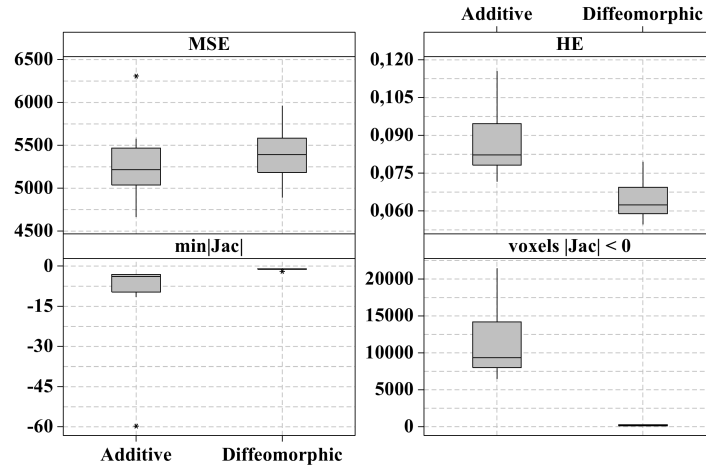 Additive Diffeomorphic
MSE HE
6500 0,120
6000 0,105
5500 0,090
5000 0,075
4500 0,060
min|Jac| voxels |Jac| < 0
0 20000
-15 15000
-30 10000
-45 5000
-60 0
Additive Diffeomorphic